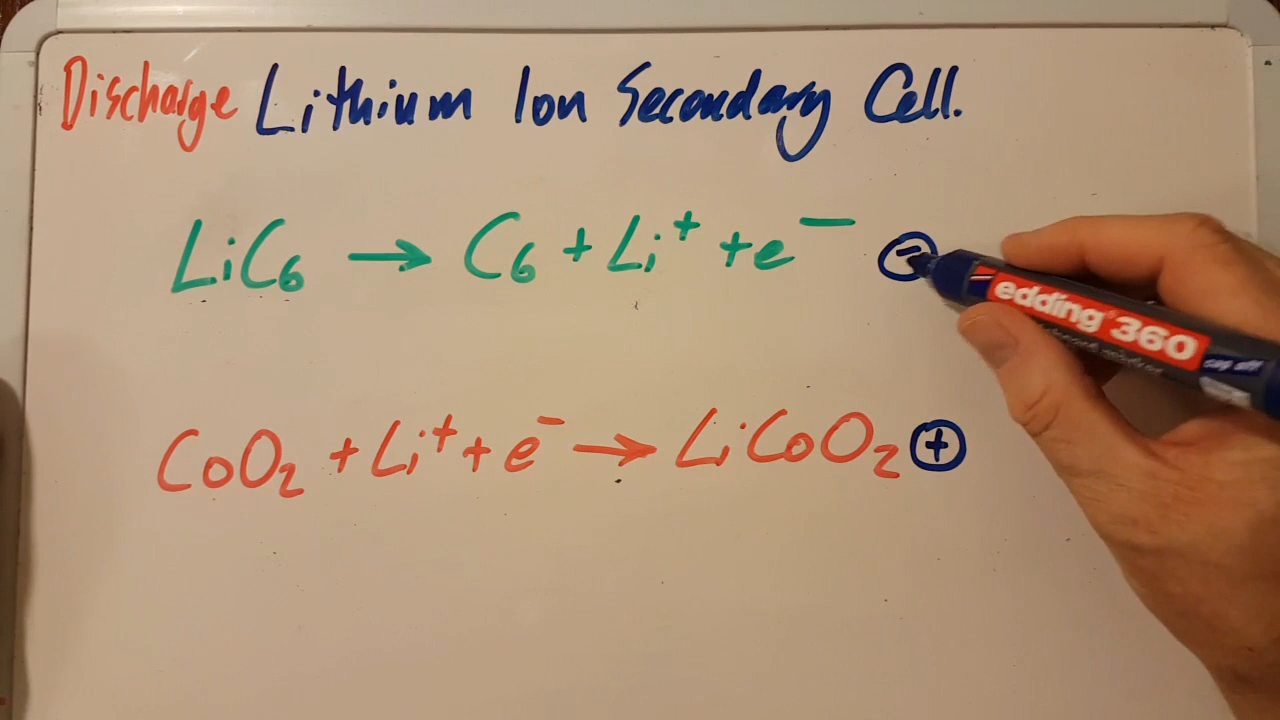 Discharge Lithium Ion Secondary Cell.
LiC₆ → C₆ + Li⁺ + e⁻ ⊖
CoO₂ + Li⁺ + e⁻ → LiCoO₂ ⊕
edding 360